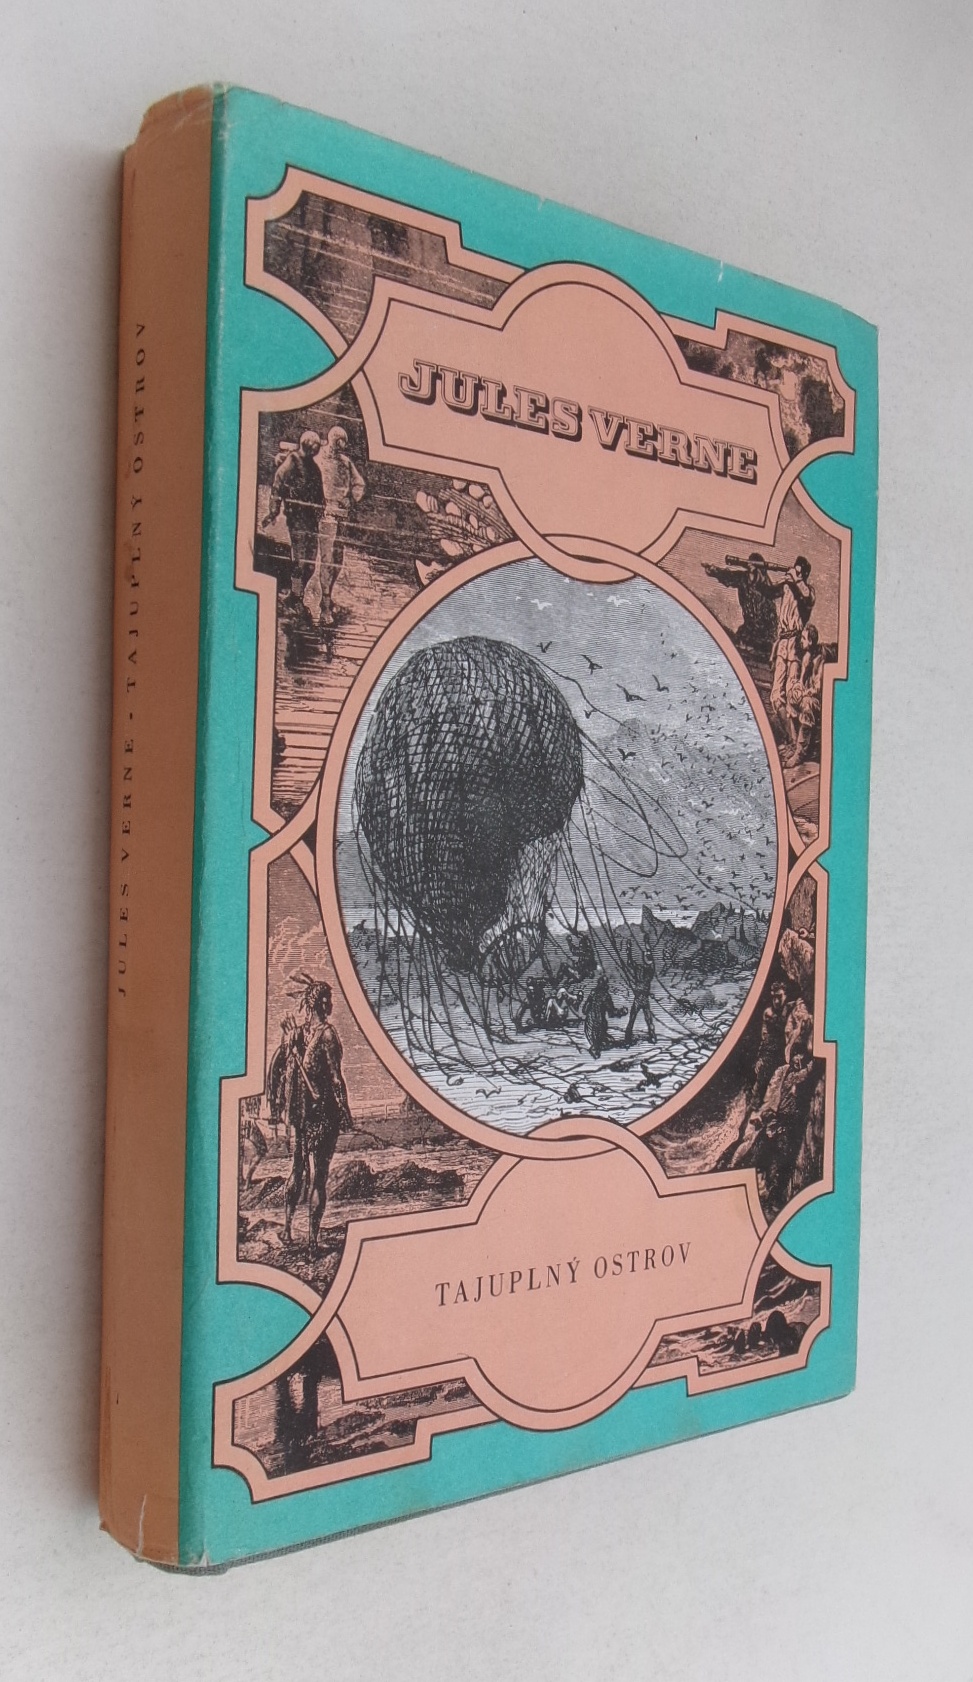 JULES VERNE • TAJUPLNÝ OSTROV
JULES VERNE
TAJUPLNÝ OSTROV